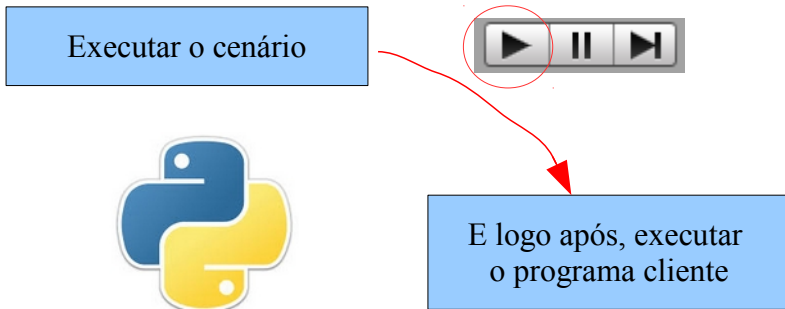 Executar o cenário
E logo após, executar
o programa cliente